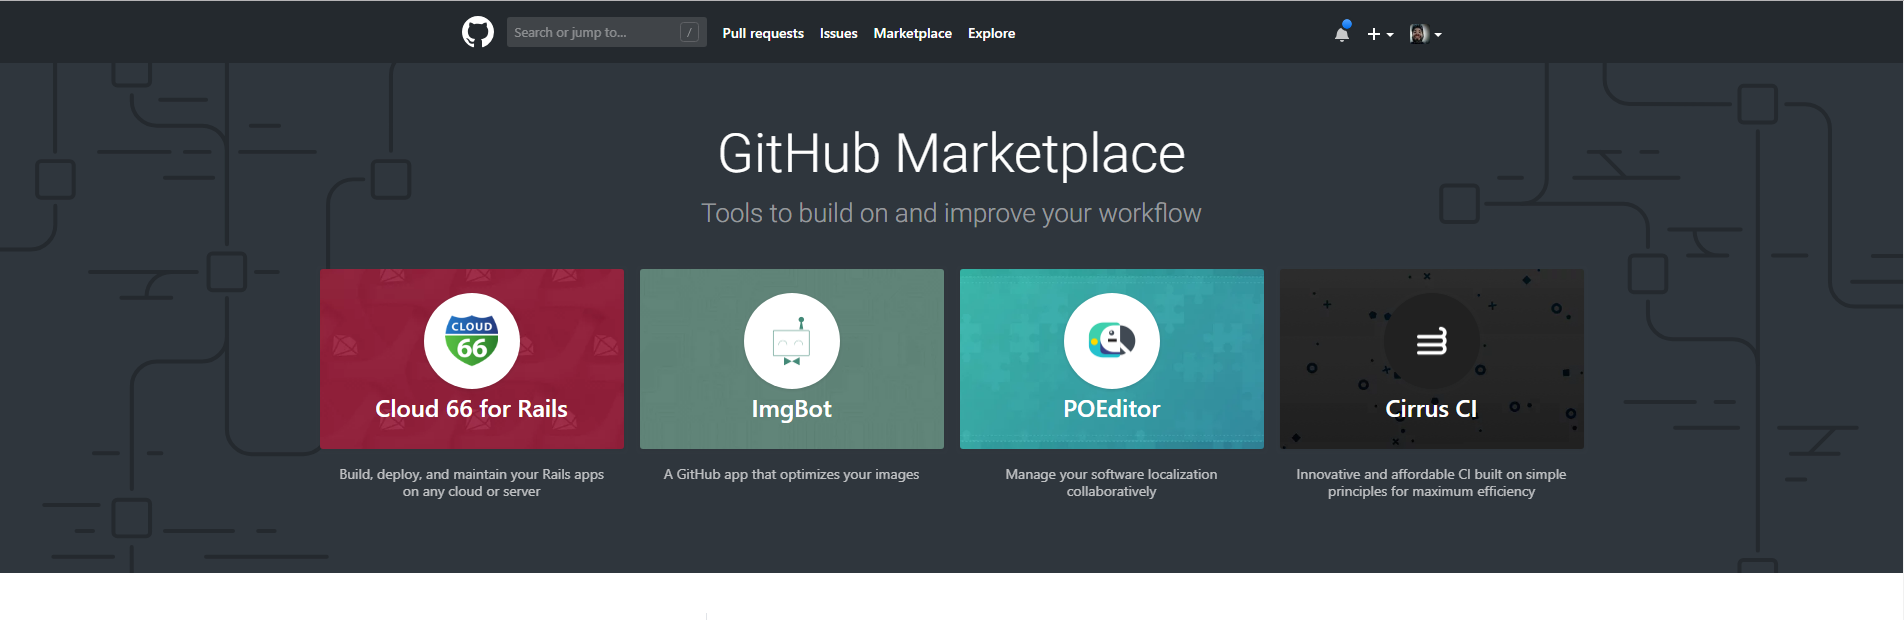 Search or jump to... /
Pull requests Issues Marketplace Explore
GitHub Marketplace
Tools to build on and improve your workflow
CLOUD
66
Cloud 66 for Rails
Build, deploy, and maintain your Rails apps
on any cloud or server
ImgBot
A GitHub app that optimizes your images
POEditor
Manage your software localization
collaboratively
Cirrus CI
Innovative and affordable CI built on simple
principles for maximum efficiency